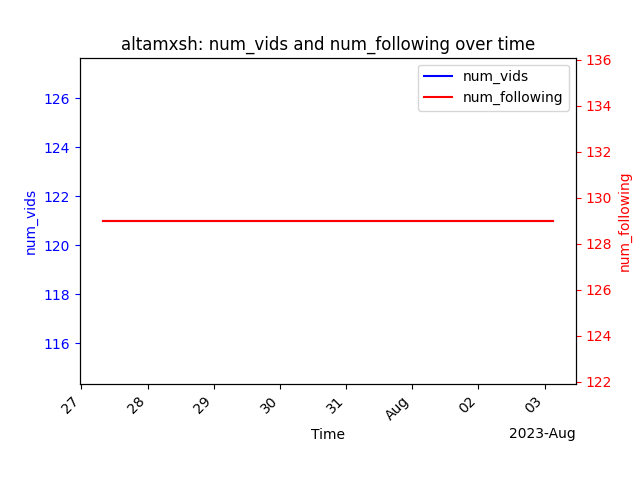 altamxsh: num_vids and num_following over time
num_vids
num_following
126
124
122
120
118
116
num_vids
136
134
132
130
128
126
124
122
num_following
27
28
29
30
31
Aug
02
03
Time
2023-Aug